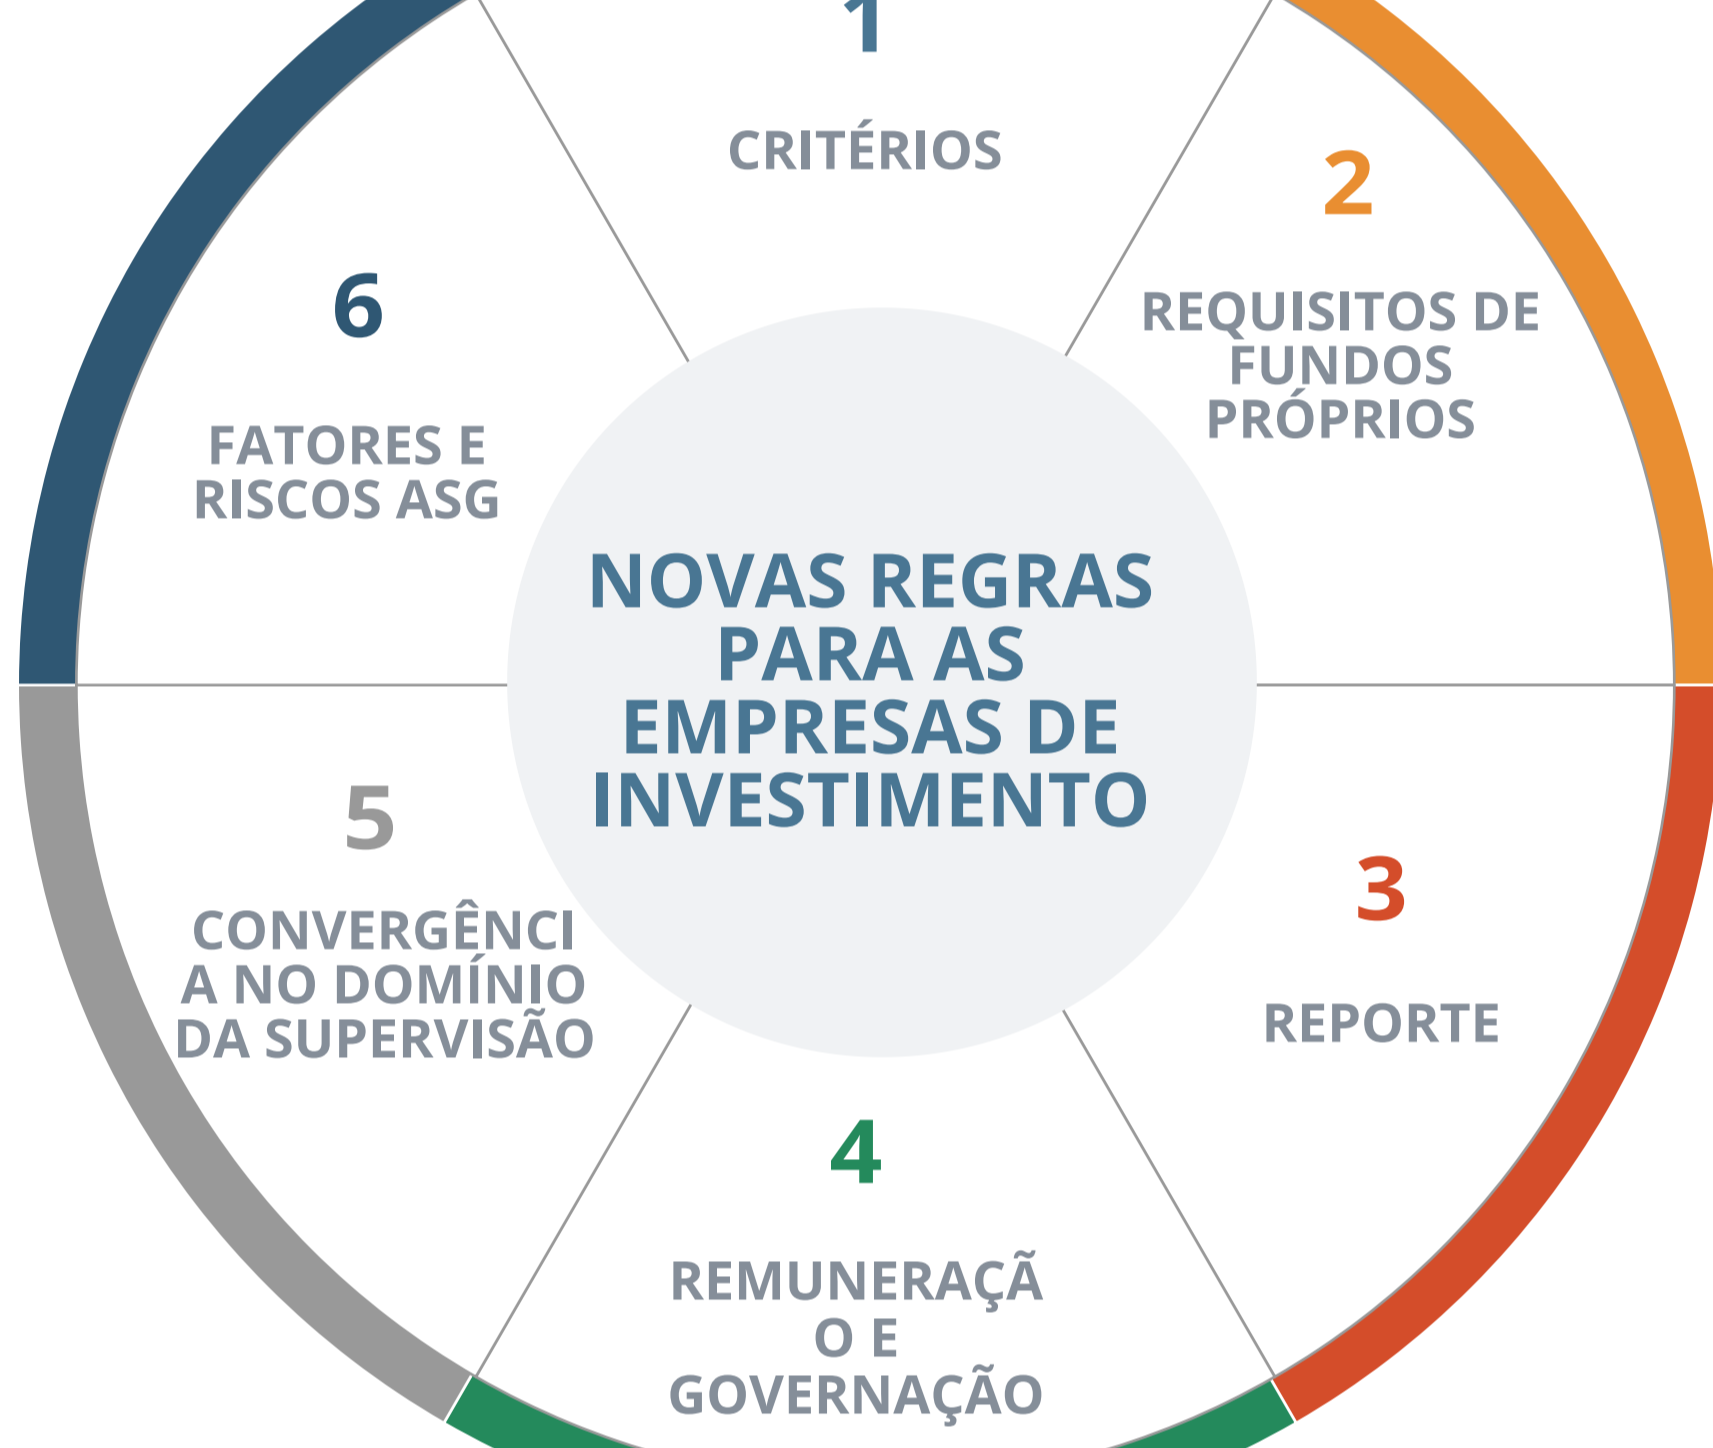 1
CRITÉRIOS
2
REQUISITOS DE
FUNDOS
PRÓPRIOS
3
REPORTE
4
REMUNERAÇÃ
O E
GOVERNAÇÃO
5
CONVERGÊNCI
A NO DOMÍNIO
DA SUPERVISÃO
6
FATORES E
RISCOS ASG
NOVAS REGRAS
PARA AS
EMPRESAS DE
INVESTIMENTO